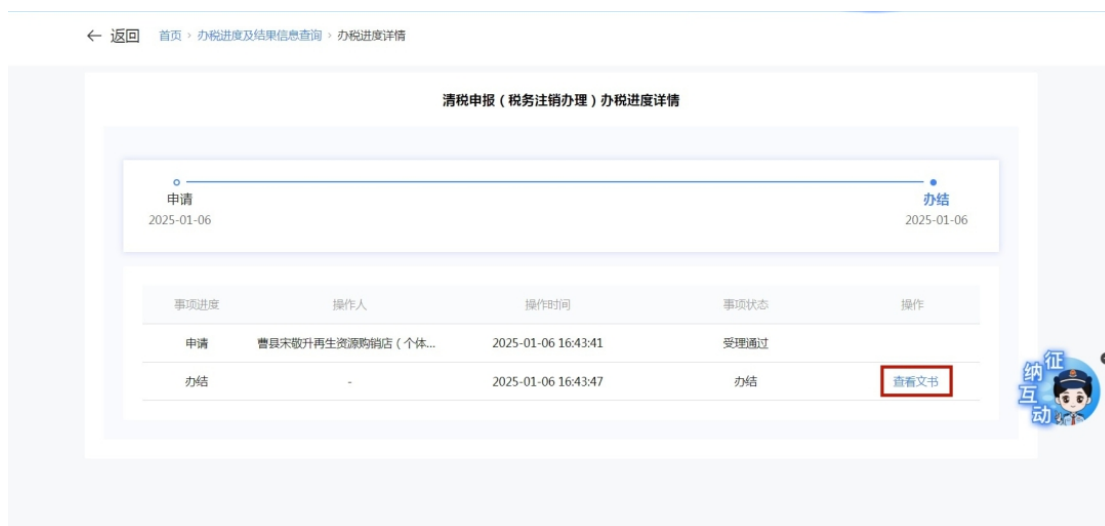 ← 返回 首页 > 办税进度及结果信息查询 > 办税进度详情
清税申报（税务注销办理）办税进度详情
申请 办结
2025-01-06 2025-01-06
事项进度 操作人 操作时间 事项状态 操作
申请 曹县宋敬升再生资源购销店（个体... 2025-01-06 16:43:41 受理通过
办结 - 2025-01-06 16:43:47 办结 查看文书
征纳互动